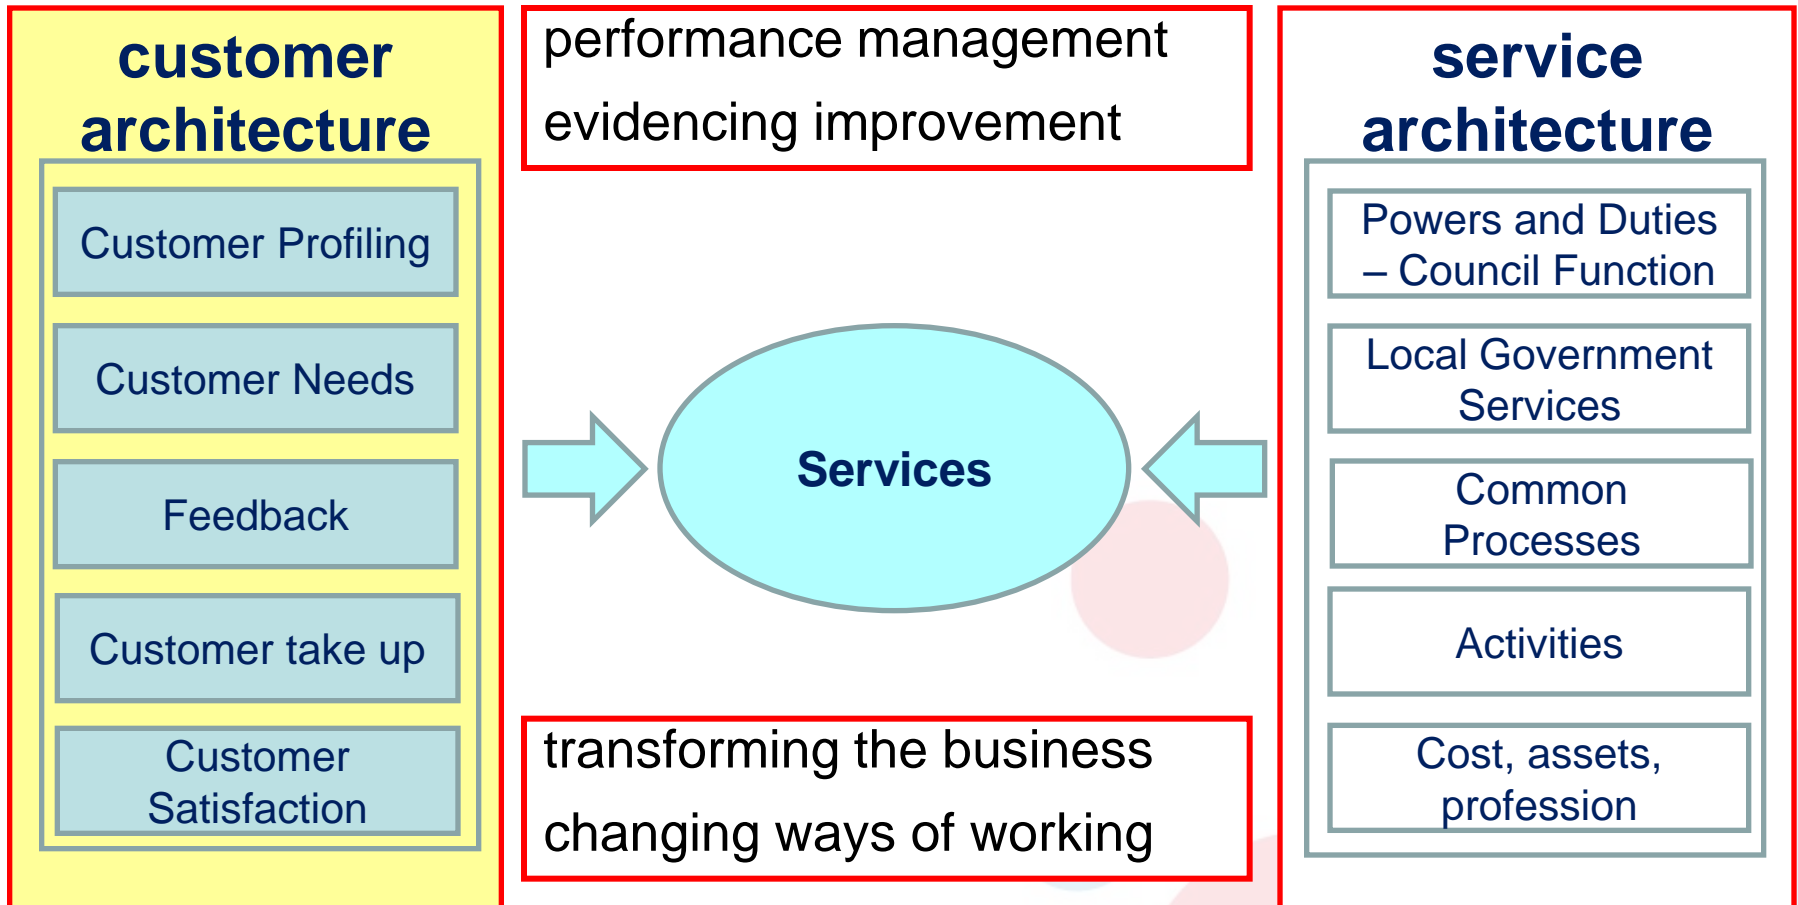 customer
architecture
Customer Profiling
Customer Needs
Feedback
Customer take up
Customer
Satisfaction
performance management
evidencing improvement
Services
transforming the business
changing ways of working
service
architecture
Powers and Duties
– Council Function
Local Government
Services
Common
Processes
Activities
Cost, assets,
profession